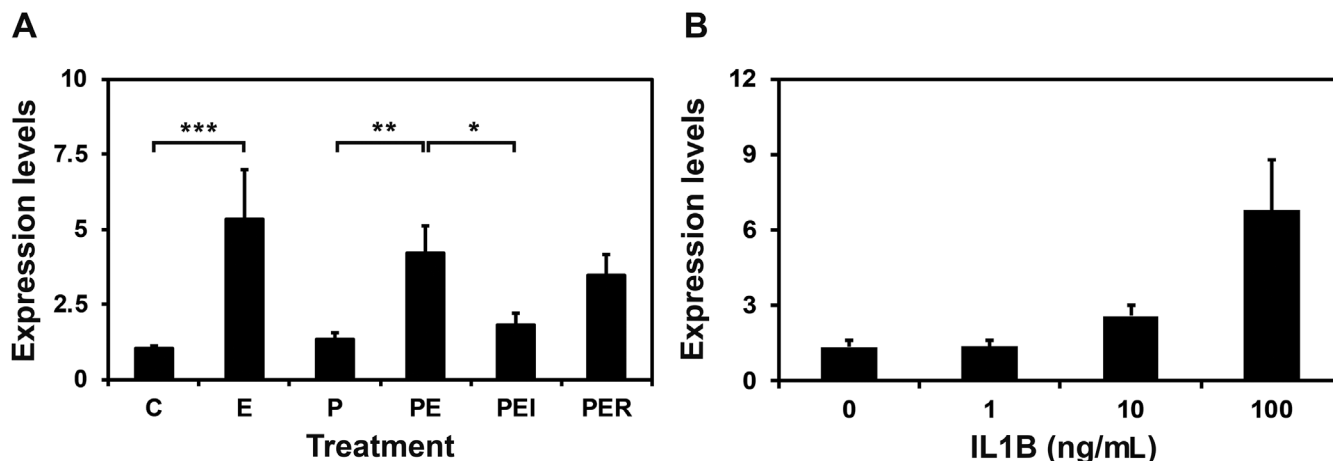 A
Expression levels
10
7.5
5
2.5
0
***
**
*
C E P PE PEI PER
Treatment
B
Expression levels
12
9
6
3
0
0 1 10 100
IL1B (ng/mL)